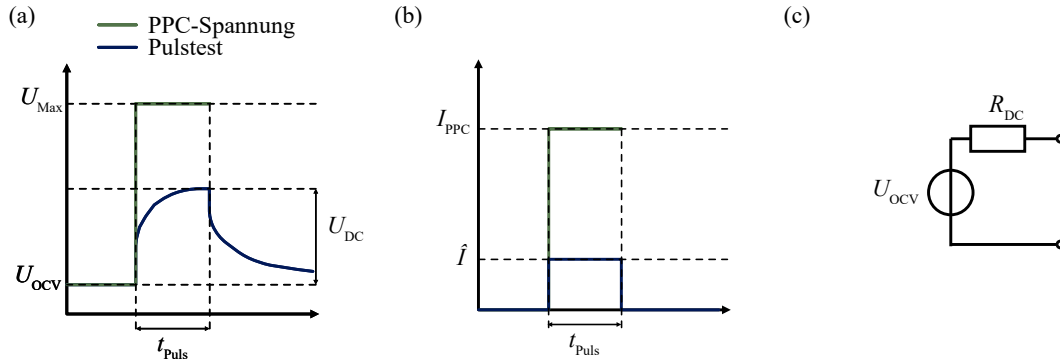 (a)
PPC-Spannung
Pulstest
U_Max
U_DC
U_OCV
t_Puls
(b)
I_PPC
Î
t_Puls
(c)
R_DC
U_OCV